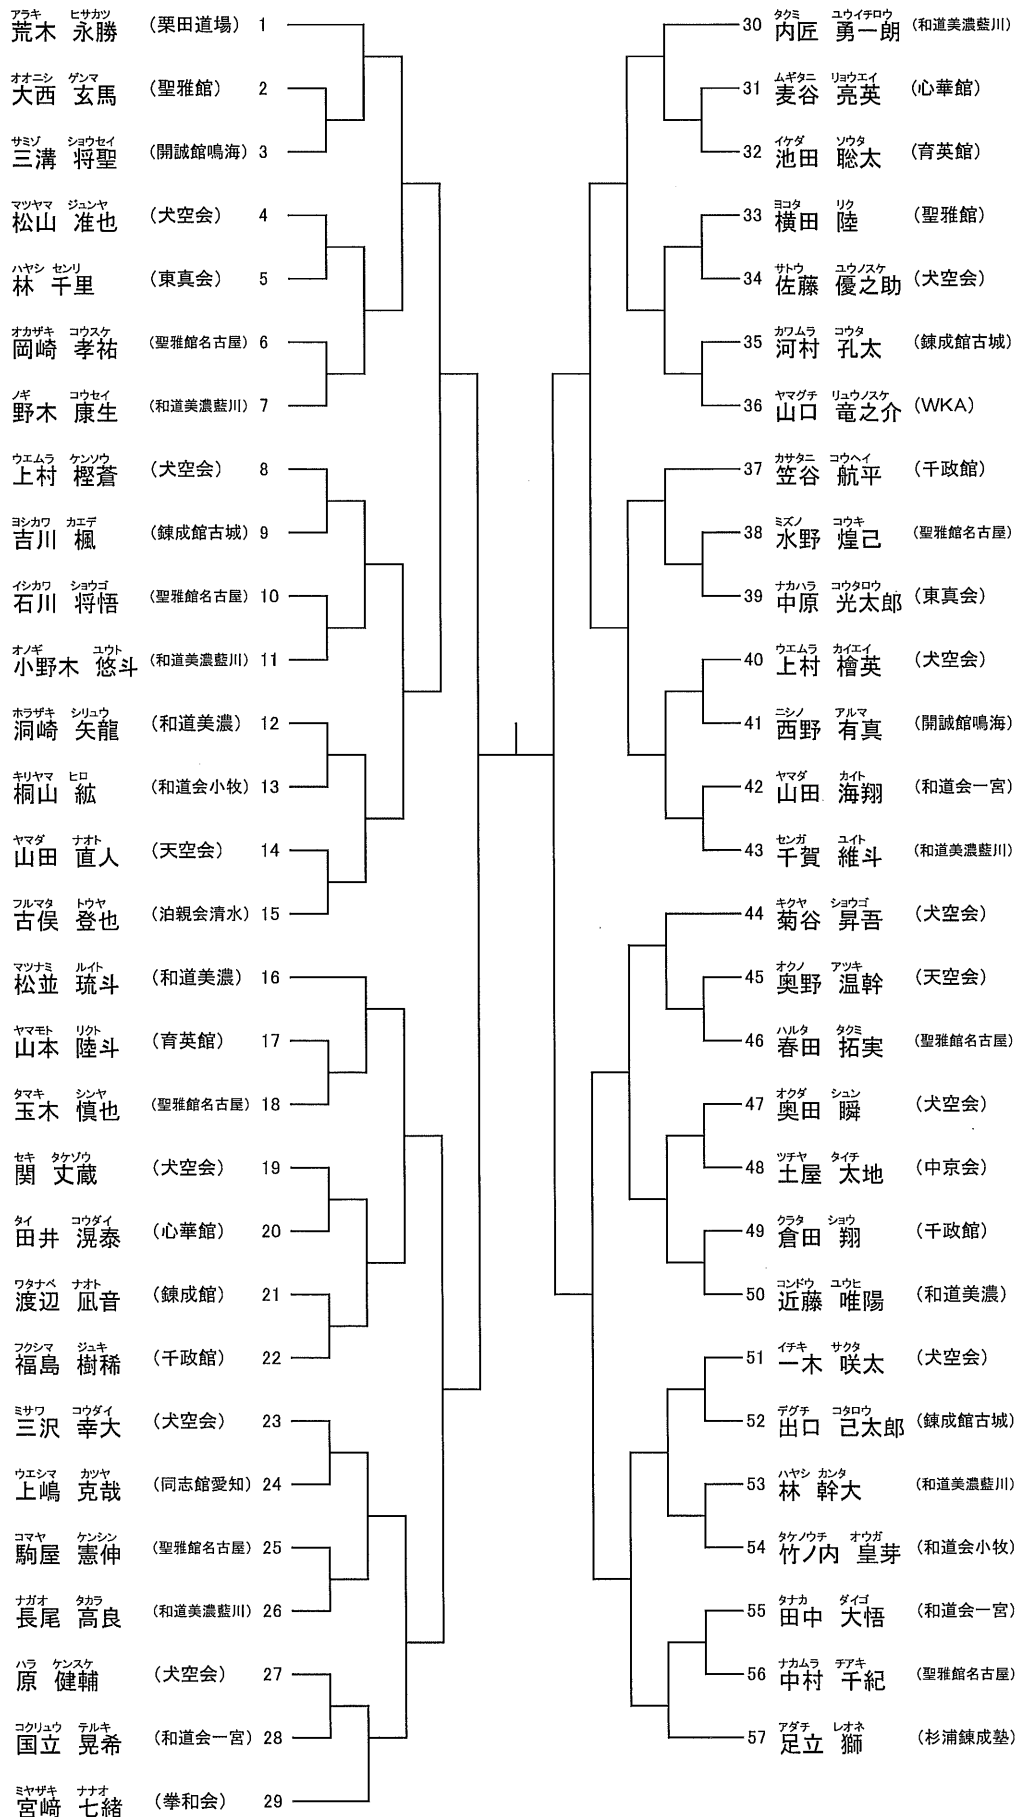 アラキ ヒサカツ
荒木 永勝 (栗田道場) 1
オオニシ ゲンマ
大西 玄馬 (聖雅館) 2
サミゾ ショウセイ
三溝 将聖 (開誠館鳴海) 3
マツヤマ ジュンヤ
松山 准也 (犬空会) 4
ハヤシ センリ
林 千里 (東真会) 5
オカザキ コウスケ
岡崎 孝祐 (聖雅館名古屋) 6
ノギ コウセイ
野木 康生 (和道美濃藍川) 7
ウエムラ ケンソウ
上村 樫蒼 (犬空会) 8
ヨシカワ カエデ
吉川 楓 (錬成館古城) 9
イシカワ ショウゴ
石川 将悟 (聖雅館名古屋) 10
オノギ ユウト
小野木 悠斗 (和道美濃藍川) 11
ホラザキ シリュウ
洞崎 矢龍 (和道美濃) 12
キリヤマ ヒロ
桐山 紘 (和道会小牧) 13
ヤマダ ナオト
山田 直人 (天空会) 14
フルマタ トウヤ
古俣 登也 (泊親会清水) 15
マツナミ ルイト
松並 琉斗 (和道美濃) 16
ヤマモト リクト
山本 陸斗 (育英館) 17
タマキ シンヤ
玉木 慎也 (聖雅館名古屋) 18
セキ タケゾウ
関 丈蔵 (犬空会) 19
タイ コウダイ
田井 滉泰 (心華館) 20
ワタナベ ナオト
渡辺 凪音 (錬成館) 21
フクシマ ジュキ
福島 樹稀 (千政館) 22
ミサワ コウダイ
三沢 幸大 (犬空会) 23
ウエシマ カツヤ
上嶋 克哉 (同志館愛知) 24
コマヤ ケンシン
駒屋 憲伸 (聖雅館名古屋) 25
ナガオ タカラ
長尾 高良 (和道美濃藍川) 26
ハラ ケンスケ
原 健輔 (犬空会) 27
コクリュウ テルキ
国立 晃希 (和道会一宮) 28
ミヤザキ ナナオ
宮﨑 七緒 (拳和会) 29
タクミ ユウイチロウ
30 内匠 勇一朗 (和道美濃藍川)
ムギタニ リョウエイ
31 麦谷 亮英 (心華館)
イケダ ソウタ
32 池田 聡太 (育英館)
ヨコタ リク
33 横田 陸 (聖雅館)
サトウ ユウノスケ
34 佐藤 優之助 (犬空会)
カワムラ コウタ
35 河村 孔太 (錬成館古城)
ヤマグチ リュウノスケ
36 山口 竜之介 (WKA)
カサタニ コウヘイ
37 笠谷 航平 (千政館)
ミズノ コウキ
38 水野 煌己 (聖雅館名古屋)
ナカハラ コウタロウ
39 中原 光太郎 (東真会)
ウエムラ カイエイ
40 上村 檜英 (犬空会)
ニシノ アルマ
41 西野 有真 (開誠館鳴海)
ヤマダ カイト
42 山田 海翔 (和道会一宮)
センガ ユイト
43 千賀 維斗 (和道美濃藍川)
キクヤ ショウゴ
44 菊谷 昇吾 (犬空会)
オクノ アツキ
45 奥野 温幹 (天空会)
ハルタ タクミ
46 春田 拓実 (聖雅館名古屋)
オクダ シュン
47 奥田 瞬 (犬空会)
ツチヤ タイチ
48 土屋 太地 (中京会)
クラタ ショウ
49 倉田 翔 (千政館)
コンドウ ユウヒ
50 近藤 唯陽 (和道美濃)
イチキ サクタ
51 一木 咲太 (犬空会)
デグチ コタロウ
52 出口 己太郎 (錬成館古城)
ハヤシ カンタ
53 林 幹大 (和道美濃藍川)
タケノウチ オウガ
54 竹ノ内 皇芽 (和道会小牧)
タナカ ダイゴ
55 田中 大悟 (和道会一宮)
ナカムラ チアキ
56 中村 千紀 (聖雅館名古屋)
アダチ レオネ
57 足立 獅 (杉浦錬成塾)